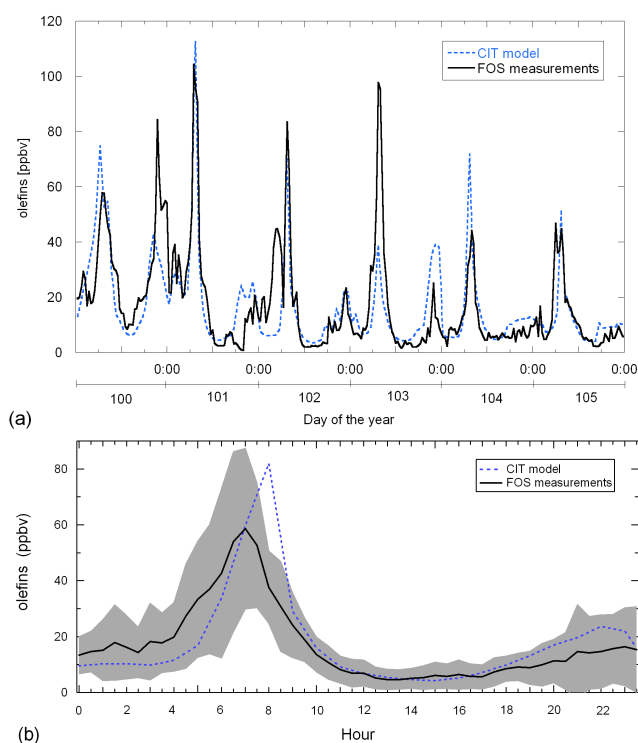 120
100
80
60
40
20
0
olefins [ppbv]
CIT model
FOS measurements
0:00 0:00 0:00 0:00 0:00 0:00
100 101 102 103 104 105
Day of the year
(a)
80
60
40
20
0
olefins (ppbv)
CIT model
FOS measurements
0 2 4 6 8 10 12 14 16 18 20 22
Hour
(b)